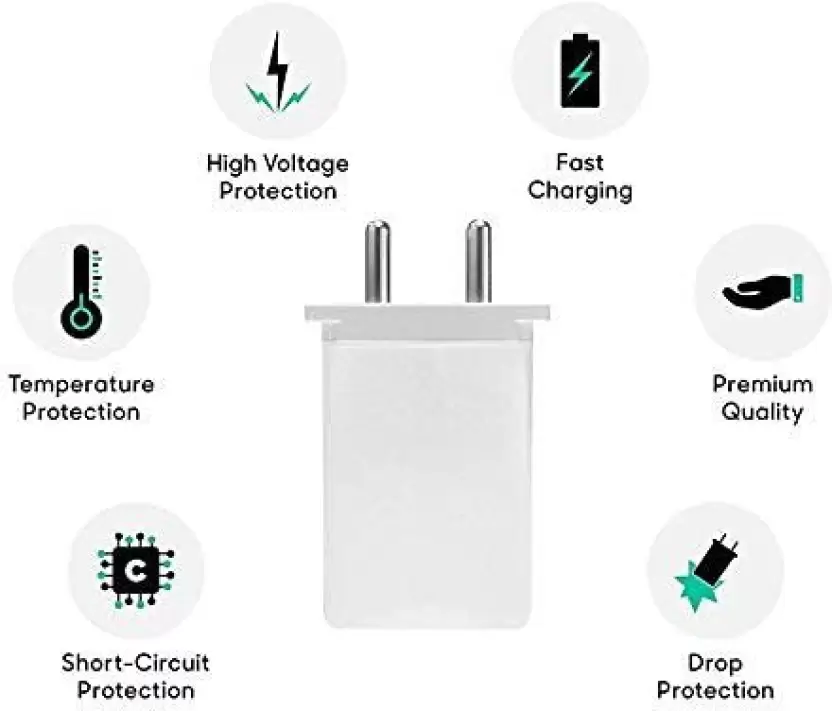 High Voltage
Protection
Fast
Charging
Temperature
Protection
Premium
Quality
C
Short-Circuit
Protection
Drop
Protection